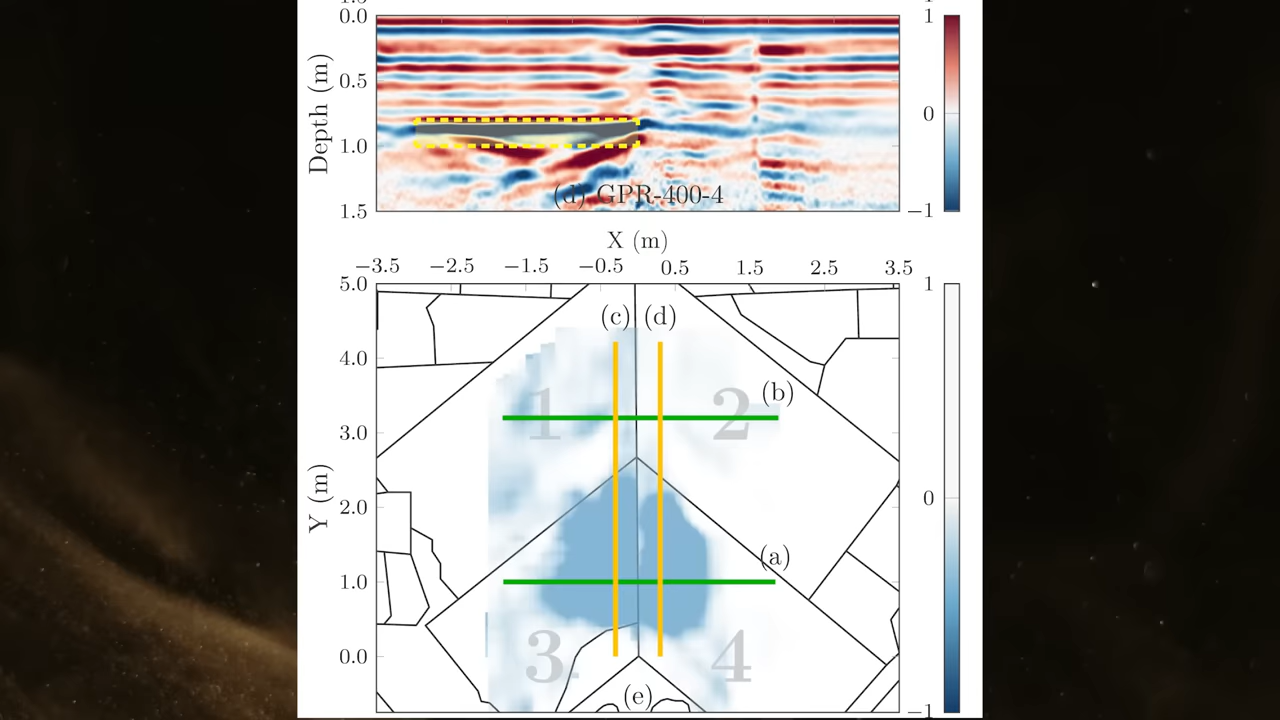 0.0
1
0.5
0
Depth (m)
1.0
(d) GPR-400-4
1.5
−1
X (m)
−3.5 −2.5 −1.5 −0.5 0.5 1.5 2.5 3.5
5.0
1
(c) (d)
4.0
1 2 (b)
3.0
Y (m)
2.0
0
(a)
1.0
3 4
0.0
(e)
−1